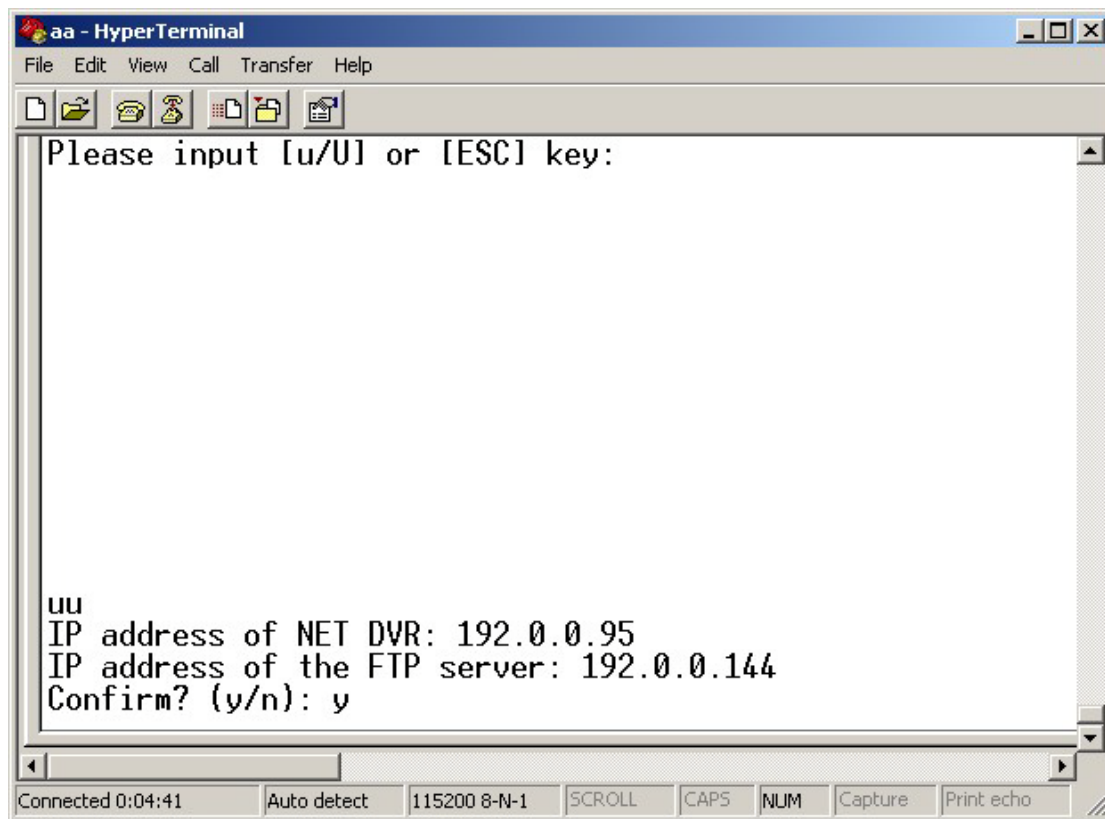 aa - HyperTerminal
File Edit View Call Transfer Help
Please input [u/U] or [ESC] key:
uu
IP address of NET DVR: 192.0.0.95
IP address of the FTP server: 192.0.0.144
Confirm? (y/n): y
Connected 0:04:41 Auto detect 115200 8-N-1 SCROLL CAPS NUM Capture Print echo